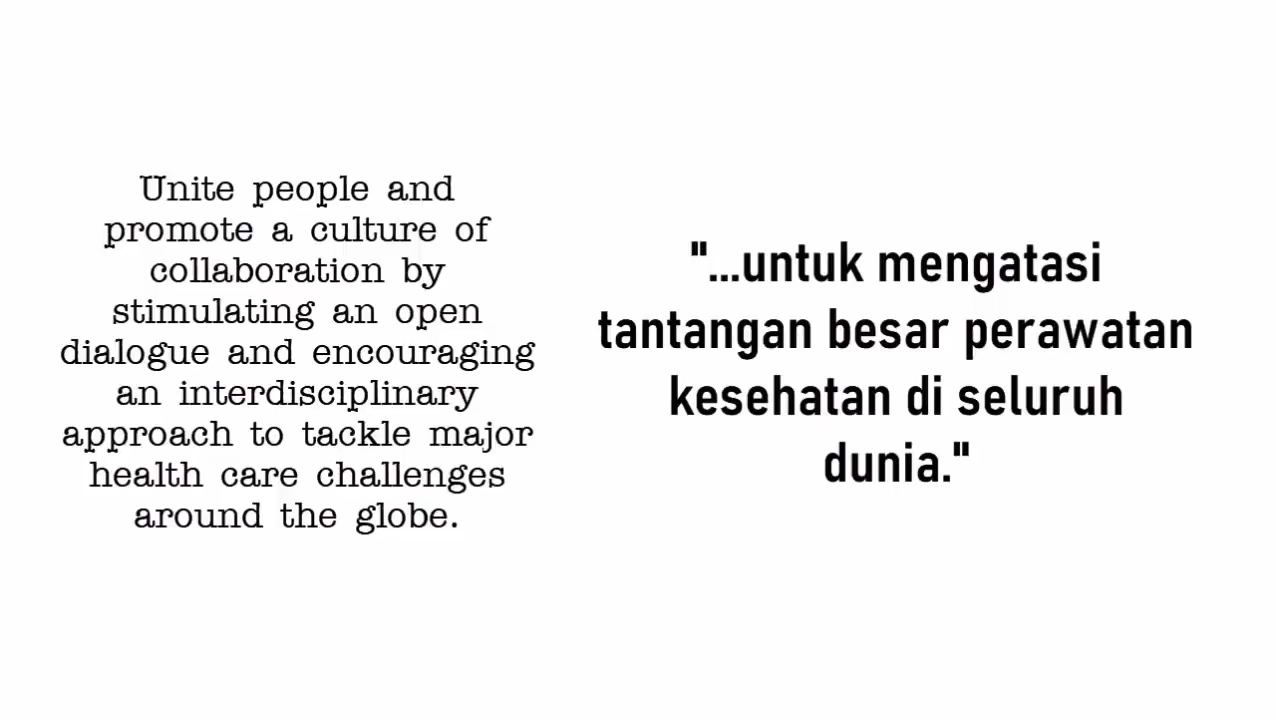 Unite people and
promote a culture of
collaboration by
stimulating an open
dialogue and encouraging
an interdisciplinary
approach to tackle major
health care challenges
around the globe.
"...untuk mengatasi
tantangan besar perawatan
kesehatan di seluruh
dunia."